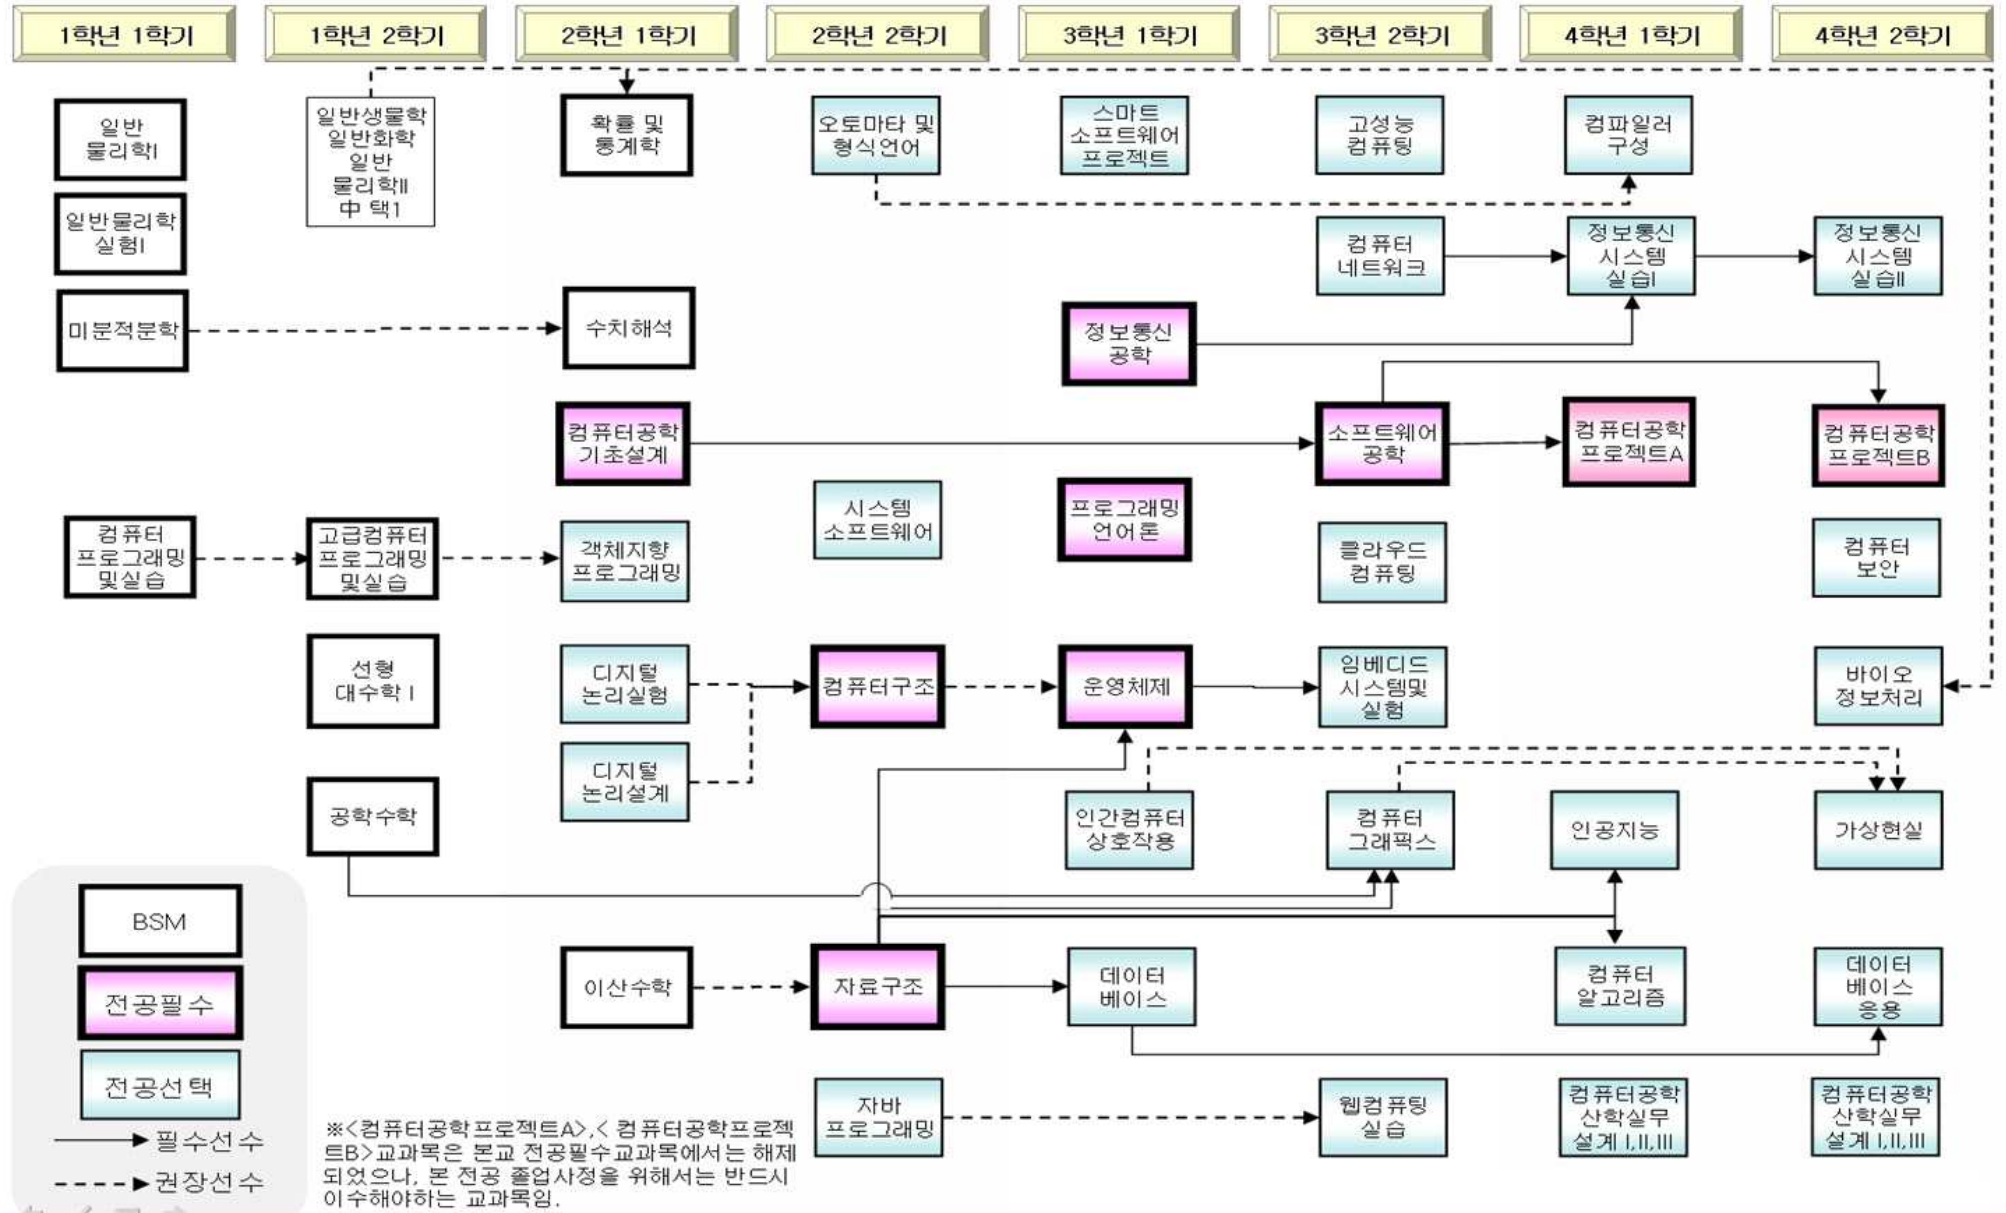 1학년 1학기
1학년 2학기
2학년 1학기
2학년 2학기
3학년 1학기
3학년 2학기
4학년 1학기
4학년 2학기
일반
물리학I
일반생물학
일반화학
일반
물리학II
中 택1
확률 및
통계학
오토마타 및
형식언어
스마트
소프트웨어
프로젝트
고성능
컴퓨팅
컴파일러
구성
일반물리학
실험I
컴퓨터
네트워크
정보통신
시스템
실습I
정보통신
시스템
실습II
미분적분학
수치해석
정보통신
공학
컴퓨터공학
기초설계
소프트웨어
공학
컴퓨터공학
프로젝트A
컴퓨터공학
프로젝트B
컴퓨터
프로그래밍
및실습
고급컴퓨터
프로그래밍
및실습
객체지향
프로그래밍
시스템
소프트웨어
프로그래밍
언어론
클라우드
컴퓨팅
컴퓨터
보안
선형
대수학 I
디지털
논리실험
컴퓨터구조
운영체제
임베디드
시스템및
실험
바이오
정보처리
디지털
논리설계
공학수학
인간컴퓨터
상호작용
컴퓨터
그래픽스
인공지능
가상현실
이산수학
자료구조
데이터
베이스
컴퓨터
알고리즘
데이터
베이스
응용
자바
프로그래밍
웹컴퓨팅
실습
컴퓨터공학
산학실무
설계 I,II,III
컴퓨터공학
산학실무
설계 I,II,III
BSM
전공필수
전공선택
필수선수
권장선수
※<컴퓨터공학프로젝트A>,< 컴퓨터공학프로젝
트B>교과목은 본교 전공필수교과목에서는 해제
되었으나, 본 전공 졸업사정을 위해서는 반드시
이수해야하는 교과목임.